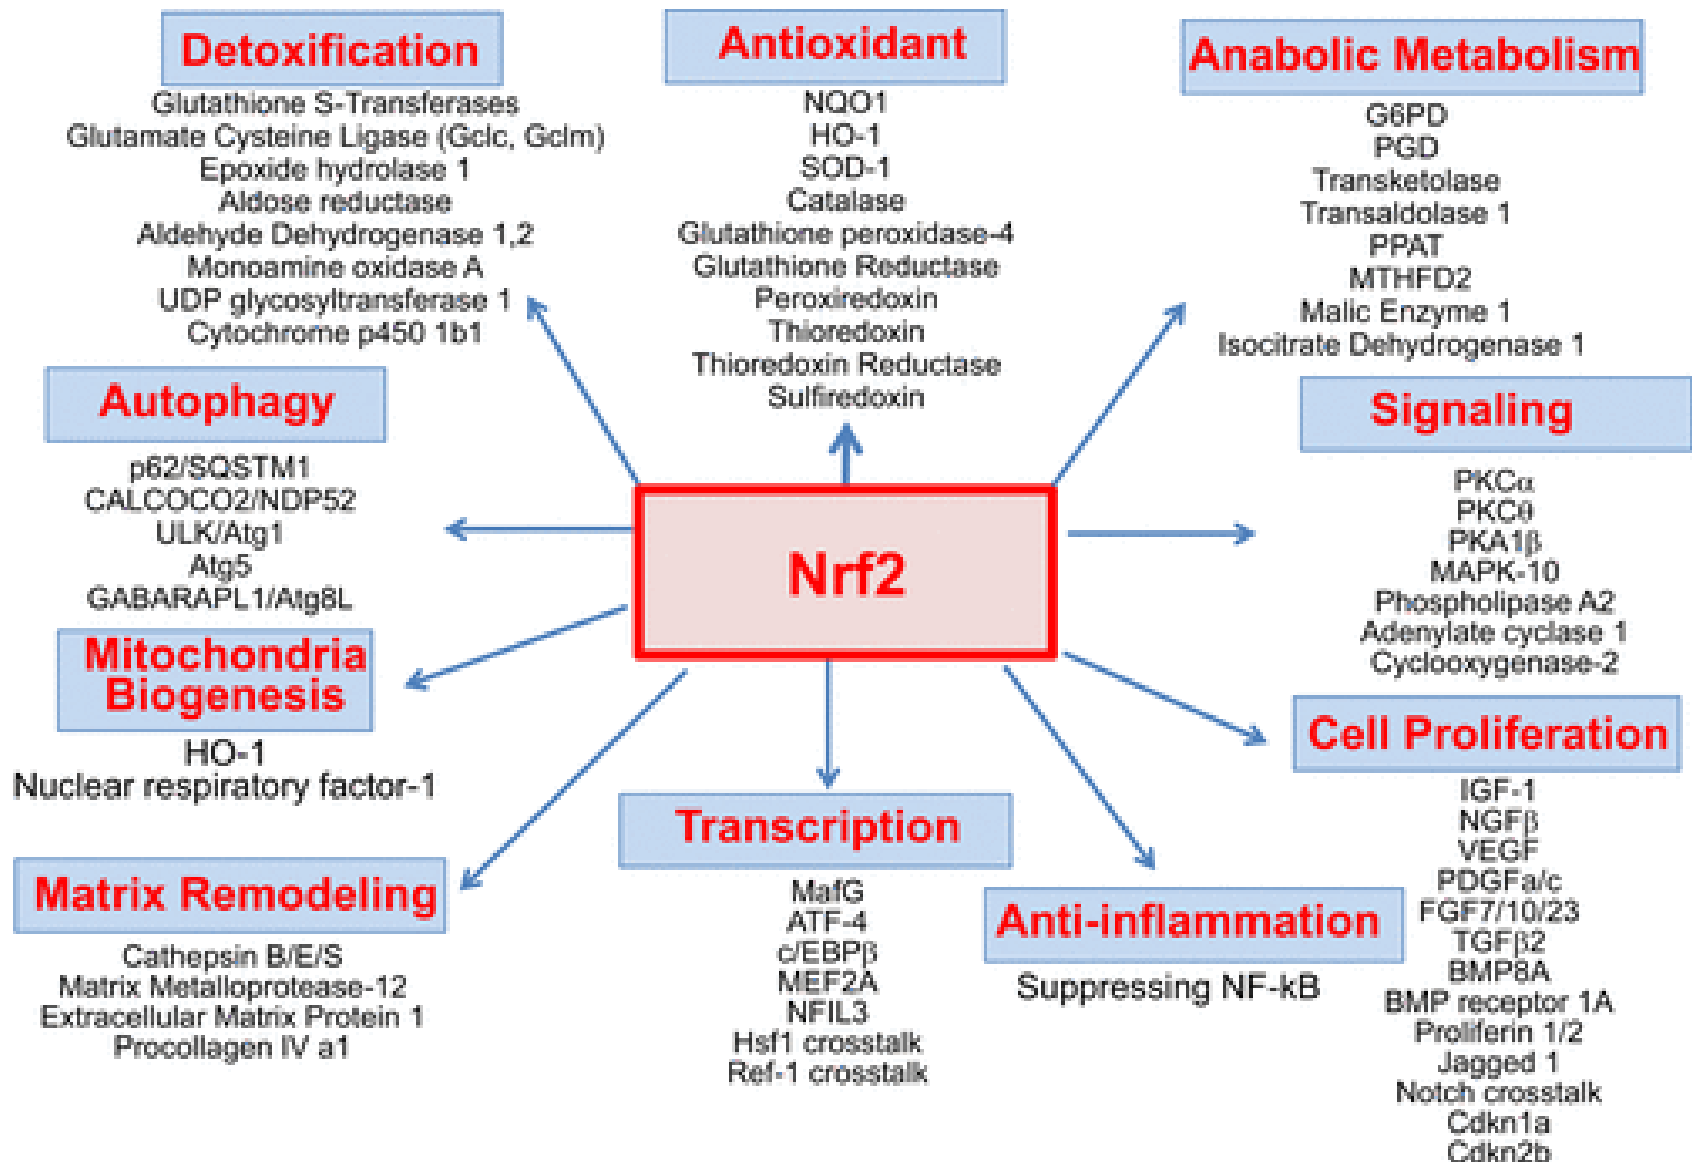 Detoxification
Glutathione S-Transferases
Glutamate Cysteine Ligase (Gclc, Gclm)
Epoxide hydrolase 1
Aldose reductase
Aldehyde Dehydrogenase 1,2
Monoamine oxidase A
UDP glycosyltransferase 1
Cytochrome p450 1b1
Antioxidant
NQO1
HO-1
SOD-1
Catalase
Glutathione peroxidase-4
Glutathione Reductase
Peroxiredoxin
Thioredoxin
Thioredoxin Reductase
Sulfiredoxin
Anabolic Metabolism
G6PD
PGD
Transketolase
Transaldolase 1
PPAT
MTHFD2
Malic Enzyme 1
Isocitrate Dehydrogenase 1
Autophagy
p62/SQSTM1
CALCOCO2/NDP52
ULK/Atg1
Atg5
GABARAPL1/Atg8L
Nrf2
Signaling
PKCα
PKCθ
PKA1β
MAPK-10
Phospholipase A2
Adenylate cyclase 1
Cyclooxygenase-2
Mitochondria
Biogenesis
HO-1
Nuclear respiratory factor-1
Cell Proliferation
IGF-1
NGFβ
VEGF
PDGFa/c
FGF7/10/23
TGFβ2
BMP8A
BMP receptor 1A
Proliferin 1/2
Jagged 1
Notch crosstalk
Cdkn1a
Cdkn2b
Matrix Remodeling
Cathepsin B/E/S
Matrix Metalloprotease-12
Extracellular Matrix Protein 1
Procollagen IV a1
Transcription
MafG
ATF-4
c/EBPβ
MEF2A
NFIL3
Hsf1 crosstalk
Ref-1 crosstalk
Anti-inflammation
Suppressing NF-kB